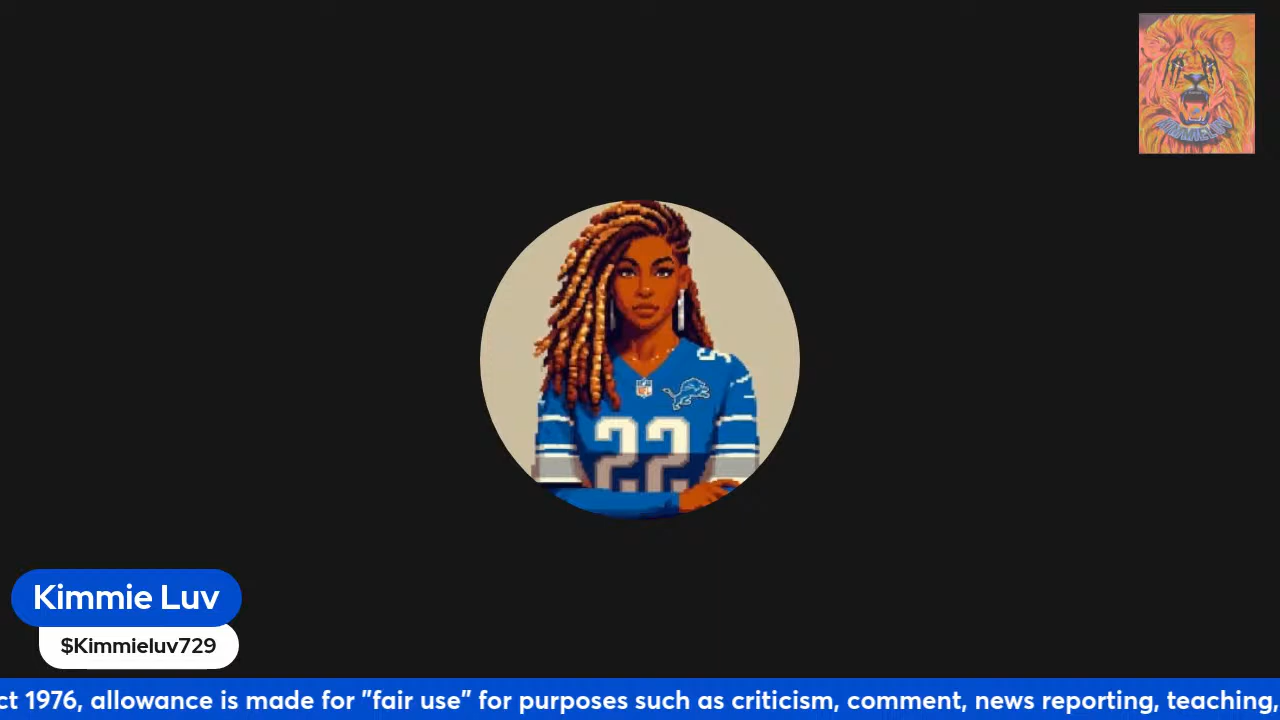 KIMMIELUV
22
Kimmie Luv
$Kimmieluv729
ct 1976, allowance is made for "fair use" for purposes such as criticism, comment, news reporting, teaching,